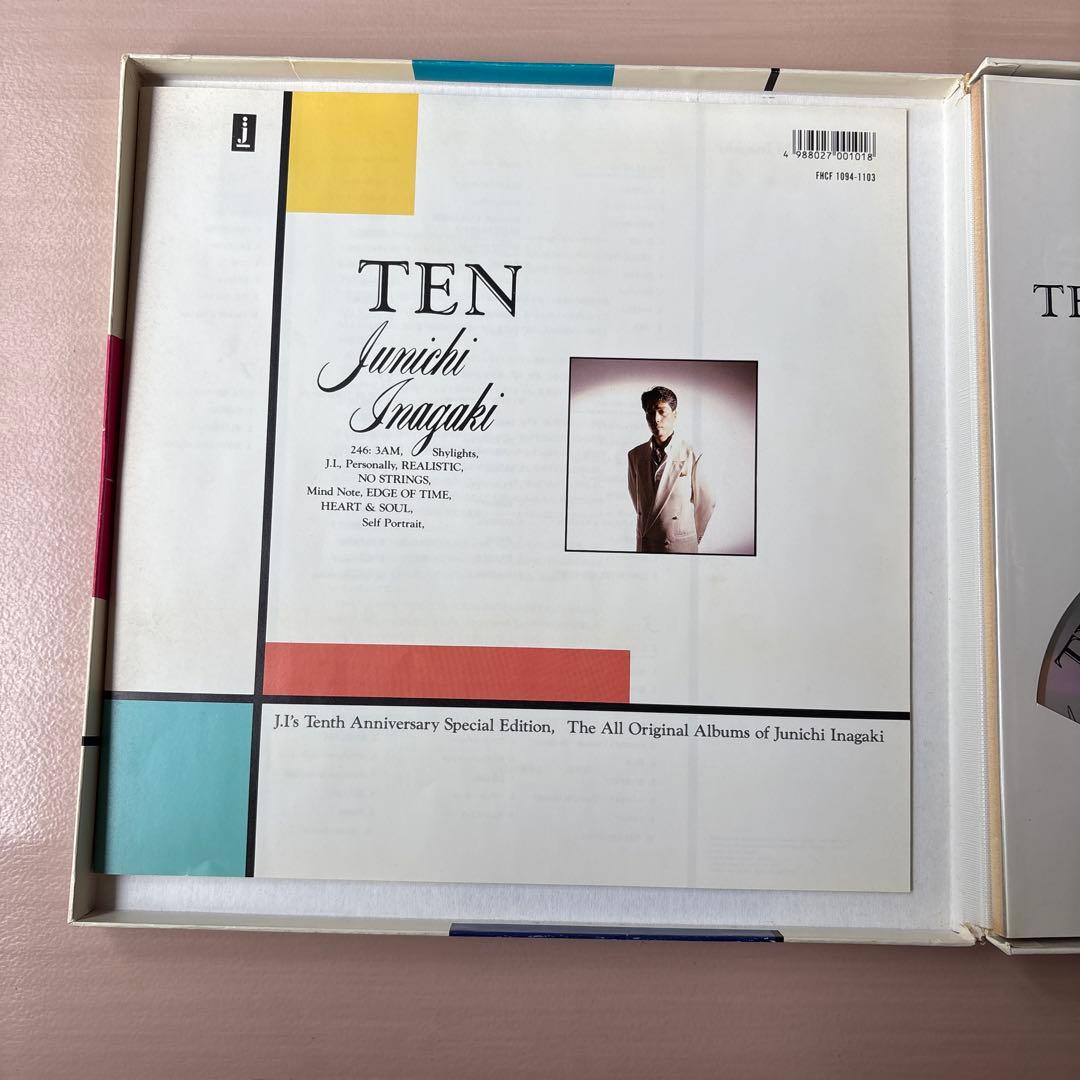 j
4 988027 001018
FHCF 1094-1103
TEN
Junichi
Inagaki
246: 3AM, Shylights,
J.I., Personally, REALISTIC,
NO STRINGS,
Mind Note, EDGE OF TIME,
HEART & SOUL,
Self Portrait,
J.I's Tenth Anniversary Special Edition, The All Original Albums of Junichi Inagaki